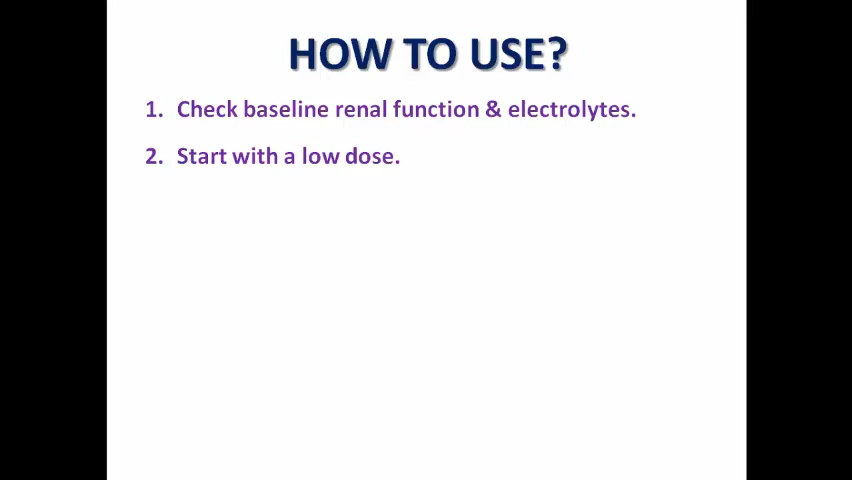 HOW TO USE?
1. Check baseline renal function & electrolytes.
2. Start with a low dose.